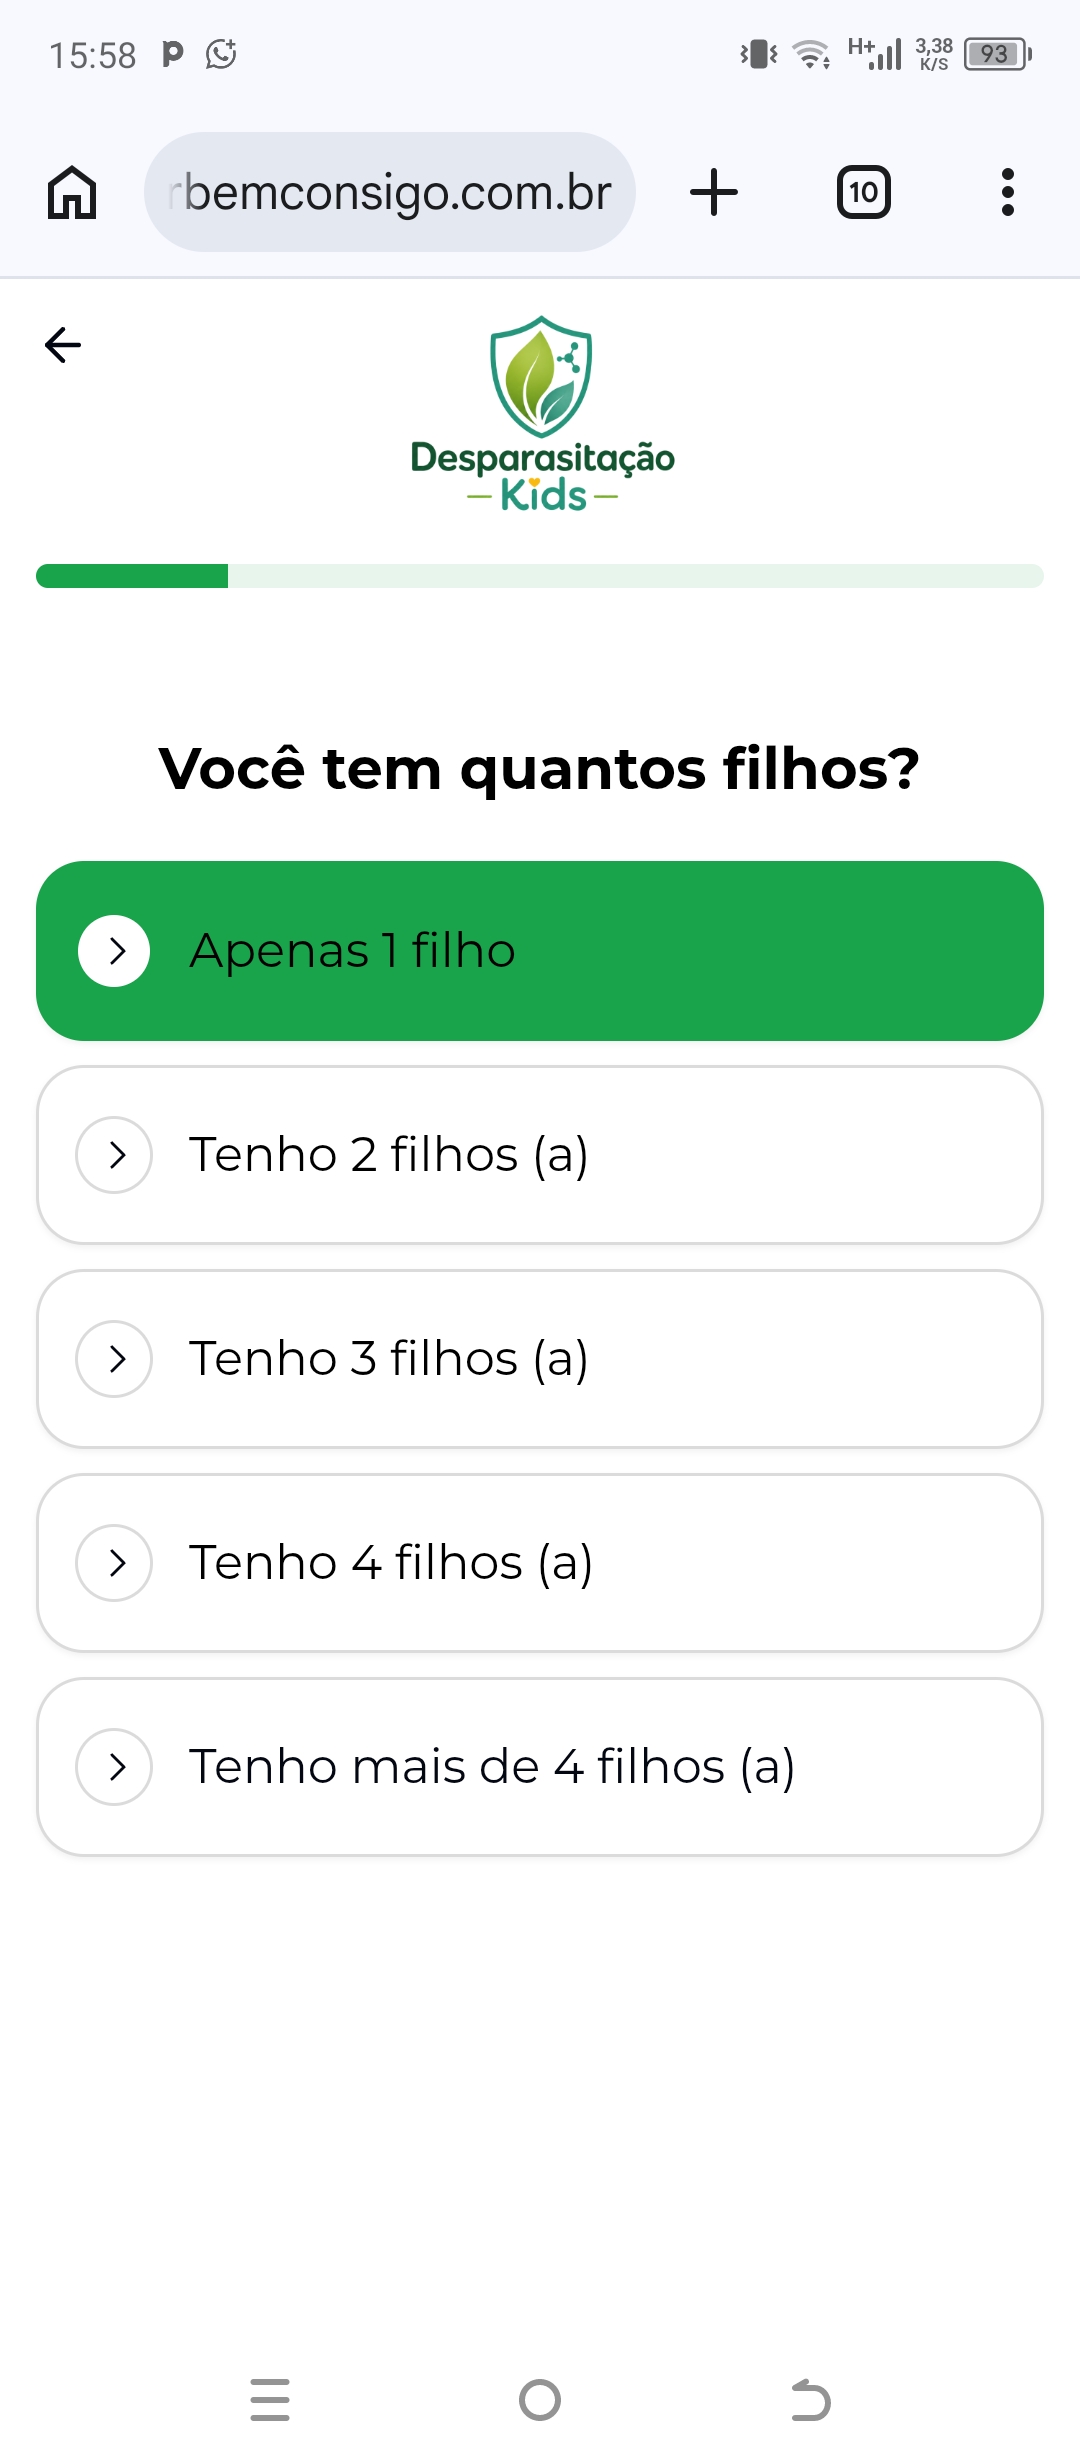 15:58
H+
3,38
K/S
93
rbemconsigo.com.br
10
Desparasitação
Kids
Você tem quantos filhos?
Apenas 1 filho
Tenho 2 filhos (a)
Tenho 3 filhos (a)
Tenho 4 filhos (a)
Tenho mais de 4 filhos (a)